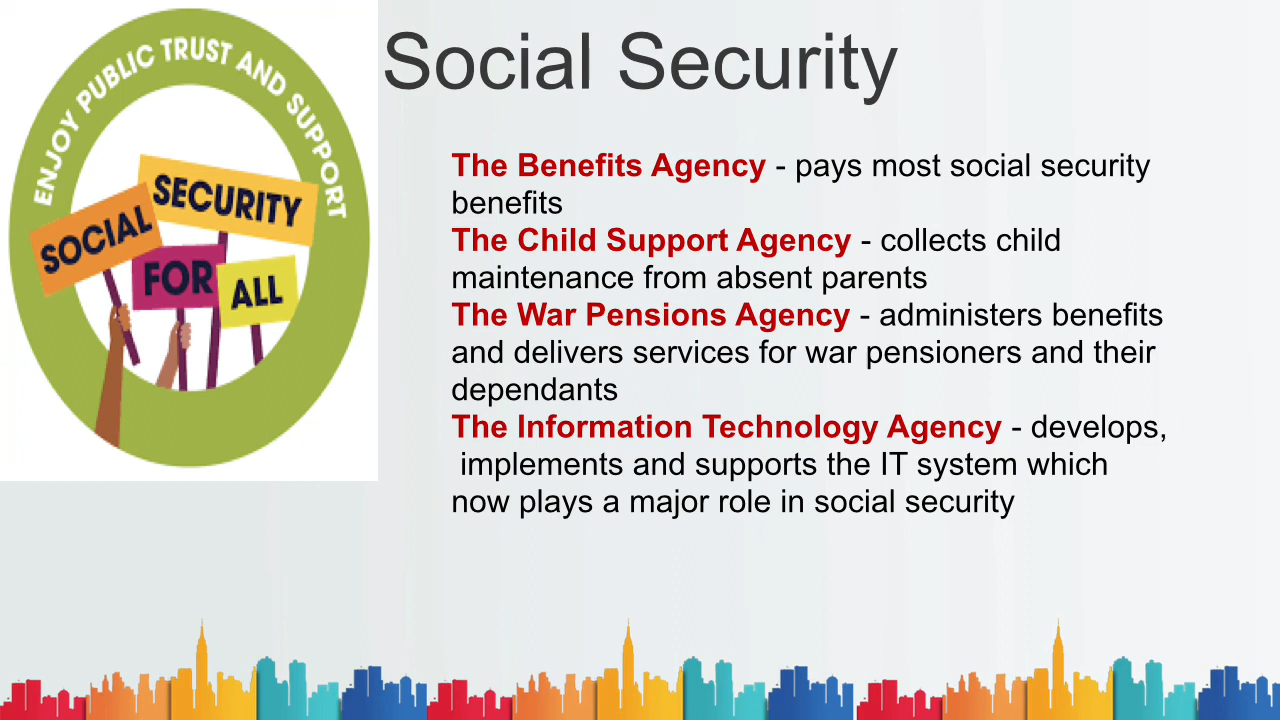 ENJOY PUBLIC TRUST AND SUPPORT
SOCIAL
SECURITY
FOR
ALL
Social Security
The Benefits Agency - pays most social security
benefits
The Child Support Agency - collects child
maintenance from absent parents
The War Pensions Agency - administers benefits
and delivers services for war pensioners and their
dependants
The Information Technology Agency - develops,
implements and supports the IT system which
now plays a major role in social security